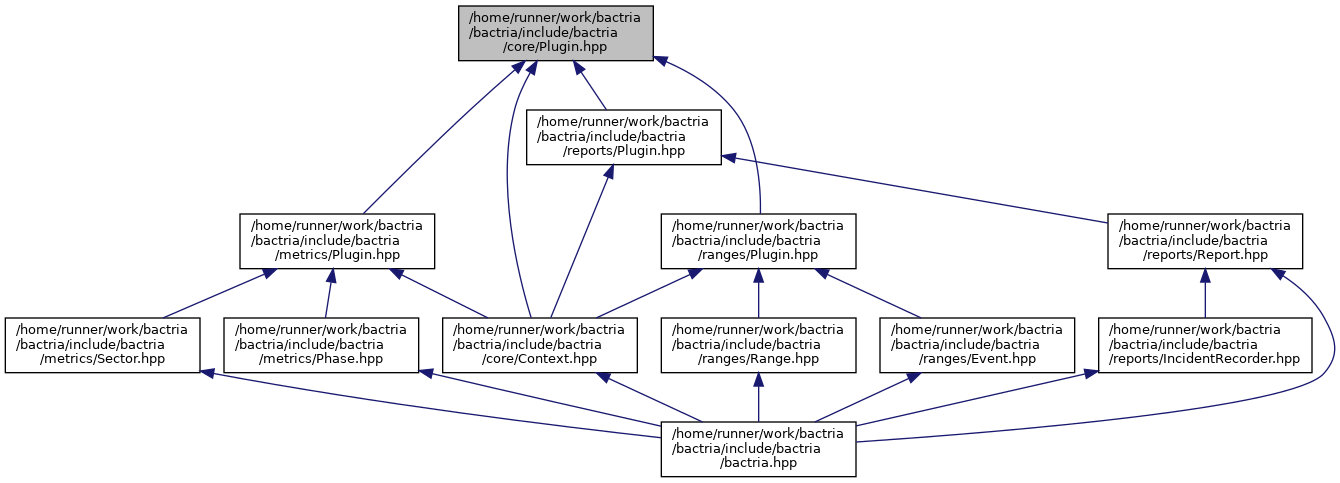 /home/runner/work/bactria
/bactria/include/bactria
/core/Plugin.hpp
/home/runner/work/bactria
/bactria/include/bactria
/reports/Plugin.hpp
/home/runner/work/bactria
/bactria/include/bactria
/metrics/Plugin.hpp
/home/runner/work/bactria
/bactria/include/bactria
/ranges/Plugin.hpp
/home/runner/work/bactria
/bactria/include/bactria
/reports/Report.hpp
/home/runner/work/bactria
/bactria/include/bactria
/metrics/Sector.hpp
/home/runner/work/bactria
/bactria/include/bactria
/metrics/Phase.hpp
/home/runner/work/bactria
/bactria/include/bactria
/core/Context.hpp
/home/runner/work/bactria
/bactria/include/bactria
/ranges/Range.hpp
/home/runner/work/bactria
/bactria/include/bactria
/ranges/Event.hpp
/home/runner/work/bactria
/bactria/include/bactria
/reports/IncidentRecorder.hpp
/home/runner/work/bactria
/bactria/include/bactria
/bactria.hpp